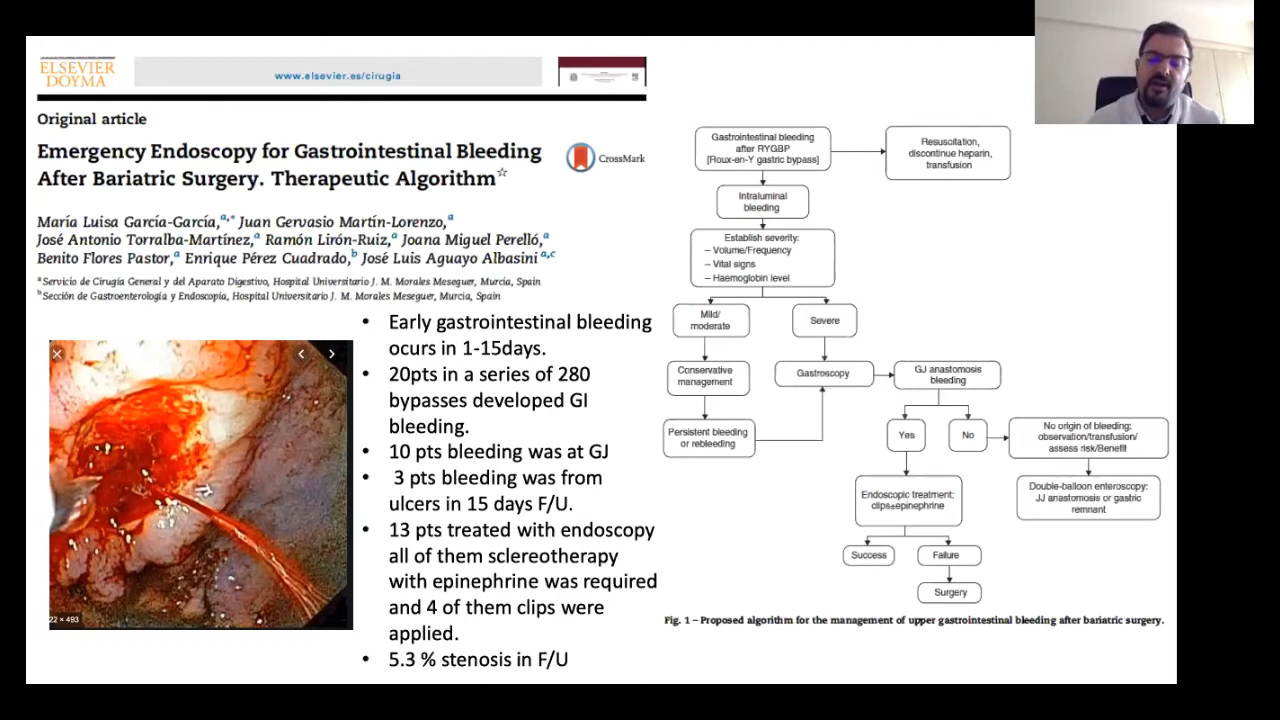 ELSEVIER
DOYMA
www.elsevier.es/cirugia
Original article
Emergency Endoscopy for Gastrointestinal Bleeding
After Bariatric Surgery. Therapeutic Algorithm☆
CrossMark
María Luisa García-García,a,* Juan Gervasio Martín-Lorenzo,a
José Antonio Torralba-Martínez,a Ramón Lirón-Ruiz,a Joana Miguel Perelló,a
Benito Flores Pastor,a Enrique Pérez Cuadrado,b José Luis Aguayo Albasini a,c
a Servicio de Cirugía General y del Aparato Digestivo, Hospital Universitario J. M. Morales Meseguer, Murcia, Spain
b Sección de Gastroenterología y Endoscopia, Hospital Universitario J. M. Morales Meseguer, Murcia, Spain
22 × 493
• Early gastrointestinal bleeding
ocurs in 1-15days.
• 20pts in a series of 280
bypasses developed GI
bleeding.
• 10 pts bleeding was at GJ
• 3 pts bleeding was from
ulcers in 15 days F/U.
• 13 pts treated with endoscopy
all of them sclereotherapy
with epinephrine was required
and 4 of them clips were
applied.
• 5.3 % stenosis in F/U
Gastrointestinal bleeding
after RYGBP
[Roux-en-Y gastric bypass]
Resuscitation,
discontinue heparin,
transfusion
Intraluminal
bleeding
Establish severity:
– Volume/Frequency
– Vital signs
– Haemoglobin level
Mild/
moderate
Severe
Conservative
management
Gastroscopy
GJ anastomosis
bleeding
Persistent bleeding
or rebleeding
Yes
No
No origin of bleeding:
observation/transfusion/
assess risk/Benefit
Endoscopic treatment:
clips±epinephrine
Double-balloon enteroscopy:
JJ anastomosis or gastric
remnant
Success
Failure
Surgery
Fig. 1 – Proposed algorithm for the management of upper gastrointestinal bleeding after bariatric surgery.